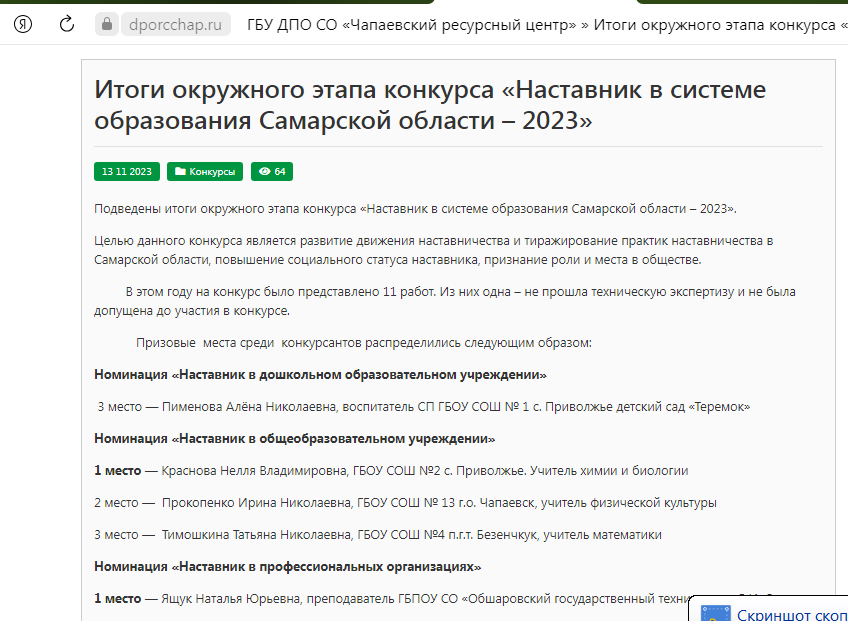 Я
dporcchap.ru
ГБУ ДПО СО «Чапаевский ресурсный центр» » Итоги окружного этапа конкурса «
Итоги окружного этапа конкурса «Наставник в системе
образования Самарской области – 2023»
13 11 2023
Конкурсы
64
Подведены итоги окружного этапа конкурса «Наставник в системе образования Самарской области – 2023».
Целью данного конкурса является развитие движения наставничества и тиражирование практик наставничества в
Самарской области, повышение социального статуса наставника, признание роли и места в обществе.
В этом году на конкурс было представлено 11 работ. Из них одна – не прошла техническую экспертизу и не была
допущена до участия в конкурсе.
Призовые места среди конкурсантов распределились следующим образом:
Номинация «Наставник в дошкольном образовательном учреждении»
3 место — Пименова Алёна Николаевна, воспитатель СП ГБОУ СОШ № 1 с. Приволжье детский сад «Теремок»
Номинация «Наставник в общеобразовательном учреждении»
1 место — Краснова Нелля Владимировна, ГБОУ СОШ №2 с. Приволжье. Учитель химии и биологии
2 место — Прокопенко Ирина Николаевна, ГБОУ СОШ № 13 г.о. Чапаевск, учитель физической культуры
3 место — Тимошкина Татьяна Николаевна, ГБОУ СОШ №4 п.г.т. Безенчкук, учитель математики
Номинация «Наставник в профессиональных организациях»
1 место — Ящук Наталья Юрьевна, преподаватель ГБПОУ СО «Обшаровский государственный техни
Скриншот скоп